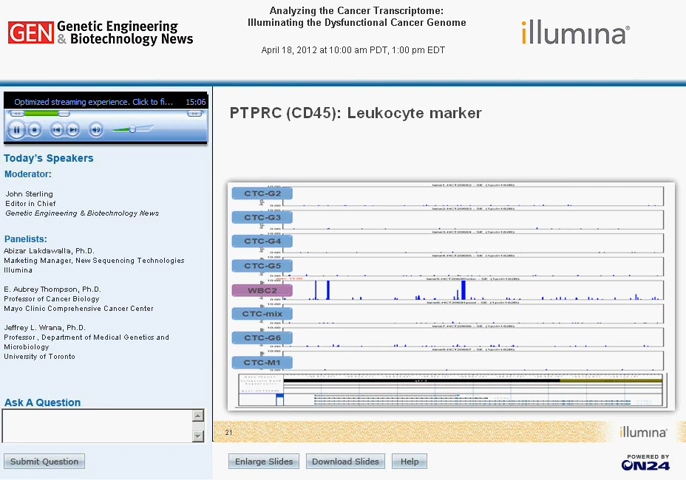 GEN Genetic Engineering
& Biotechnology News
Analyzing the Cancer Transcriptome:
Illuminating the Dysfunctional Cancer Genome
April 18, 2012 at 10:00 am PDT, 1:00 pm EDT
illumina®
Optimized streaming experience. Click to fi... 15:06
Today's Speakers
Moderator:
John Sterling
Editor in Chief
Genetic Engineering & Biotechnology News
Panelists:
Abizar Lakdawalla, Ph.D.
Marketing Manager, New Sequencing Technologies
Illumina
E. Aubrey Thompson, Ph.D.
Professor of Cancer Biology
Mayo Clinic Comprehensive Cancer Center
Jeffrey L. Wrana, Ph.D.
Professor , Department of Medical Genetics and
Microbiology
University of Toronto
Ask A Question
Submit Question
PTPRC (CD45): Leukocyte marker
CTC-G2
CTC-G3
CTC-G4
CTC-G5
WBC2
CTC-mix
CTC-G6
CTC-M1
21
illumina®
Enlarge Slides
Download Slides
Help
POWERED BY
ON24